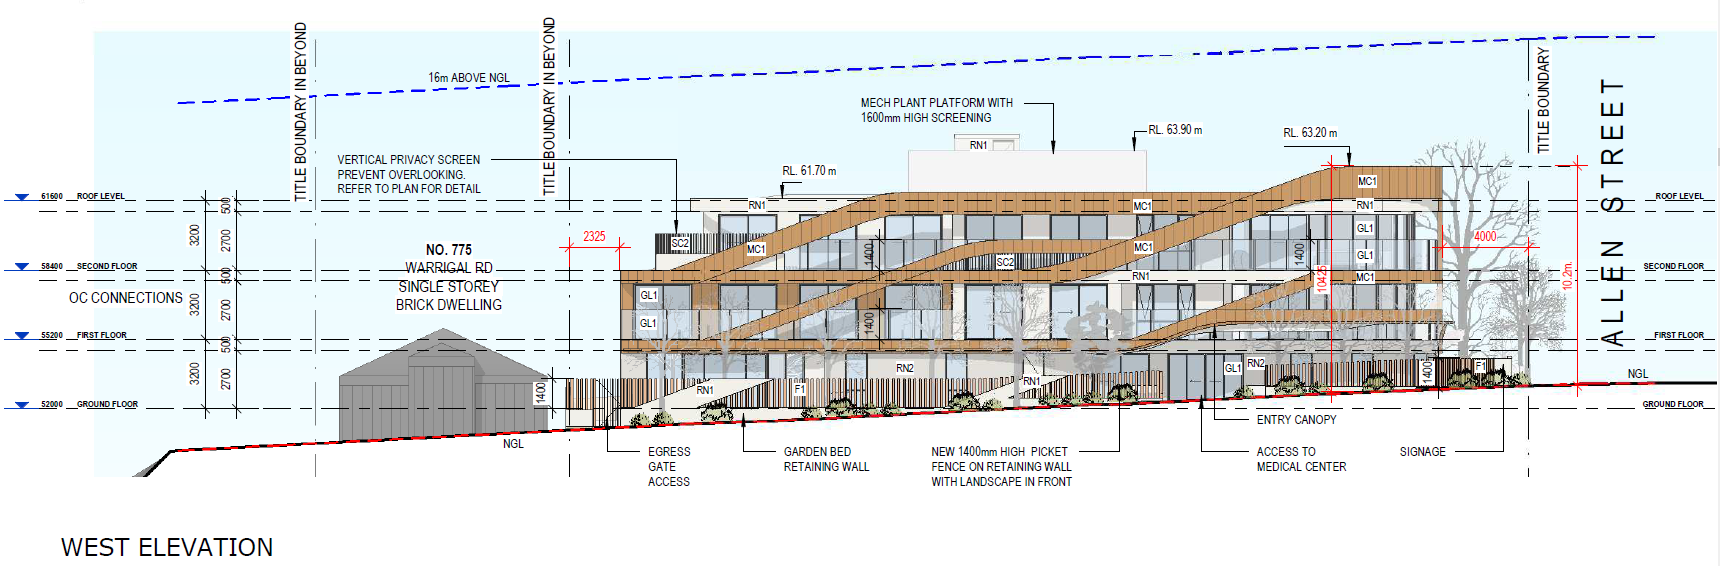 TITLE BOUNDARY IN BEYOND
TITLE BOUNDARY IN BEYOND
16m ABOVE NGL
MECH PLANT PLATFORM WITH
1600mm HIGH SCREENING
RL. 63.90 m
RL. 63.20 m
TITLE BOUNDARY
ALLEN STREET
VERTICAL PRIVACY SCREEN
PREVENT OVERLOOKING.
REFER TO PLAN FOR DETAIL
RL. 61.70 m
RN1
MC1
61600 ROOF LEVEL
ROOF LEVEL
RN1
MC1
RN1
500
3200
2700
SC2
MC1
MC1
GL1
2325
4000
1400
1400
SC2
GL1
NO. 775
WARRIGAL RD
SINGLE STOREY
BRICK DWELLING
58400 SECOND FLOOR
SECOND FLOOR
RN1
MC1
10425
10.2m.
OC CONNECTIONS
500
3200
2700
GL1
GL1
1400
55200 FIRST FLOOR
FIRST FLOOR
500
3200
2700
RN2
GL1
RN2
F1
1400
NGL
1400
RN1
F1
RN1
52000 GROUND FLOOR
GROUND FLOOR
NGL
ENTRY CANOPY
EGRESS
GATE
ACCESS
GARDEN BED
RETAINING WALL
NEW 1400mm HIGH PICKET
FENCE ON RETAINING WALL
WITH LANDSCAPE IN FRONT
ACCESS TO
MEDICAL CENTER
SIGNAGE
WEST ELEVATION